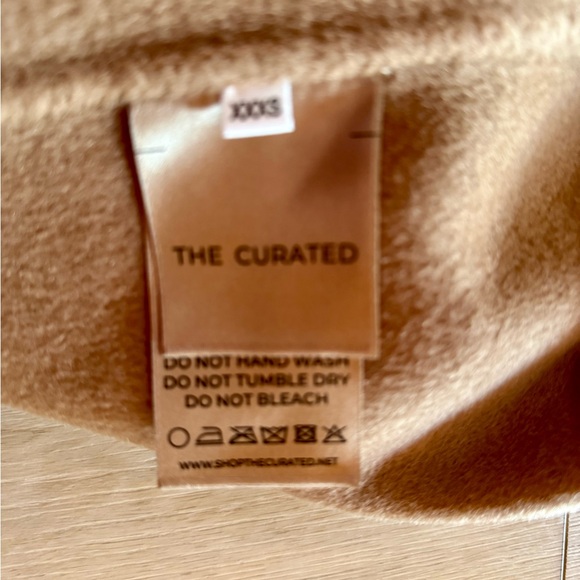 XXXS
THE CURATED
DO NOT HAND WASH
DO NOT TUMBLE DRY
DO NOT BLEACH
WWW.SHOPTHECURATED.NET